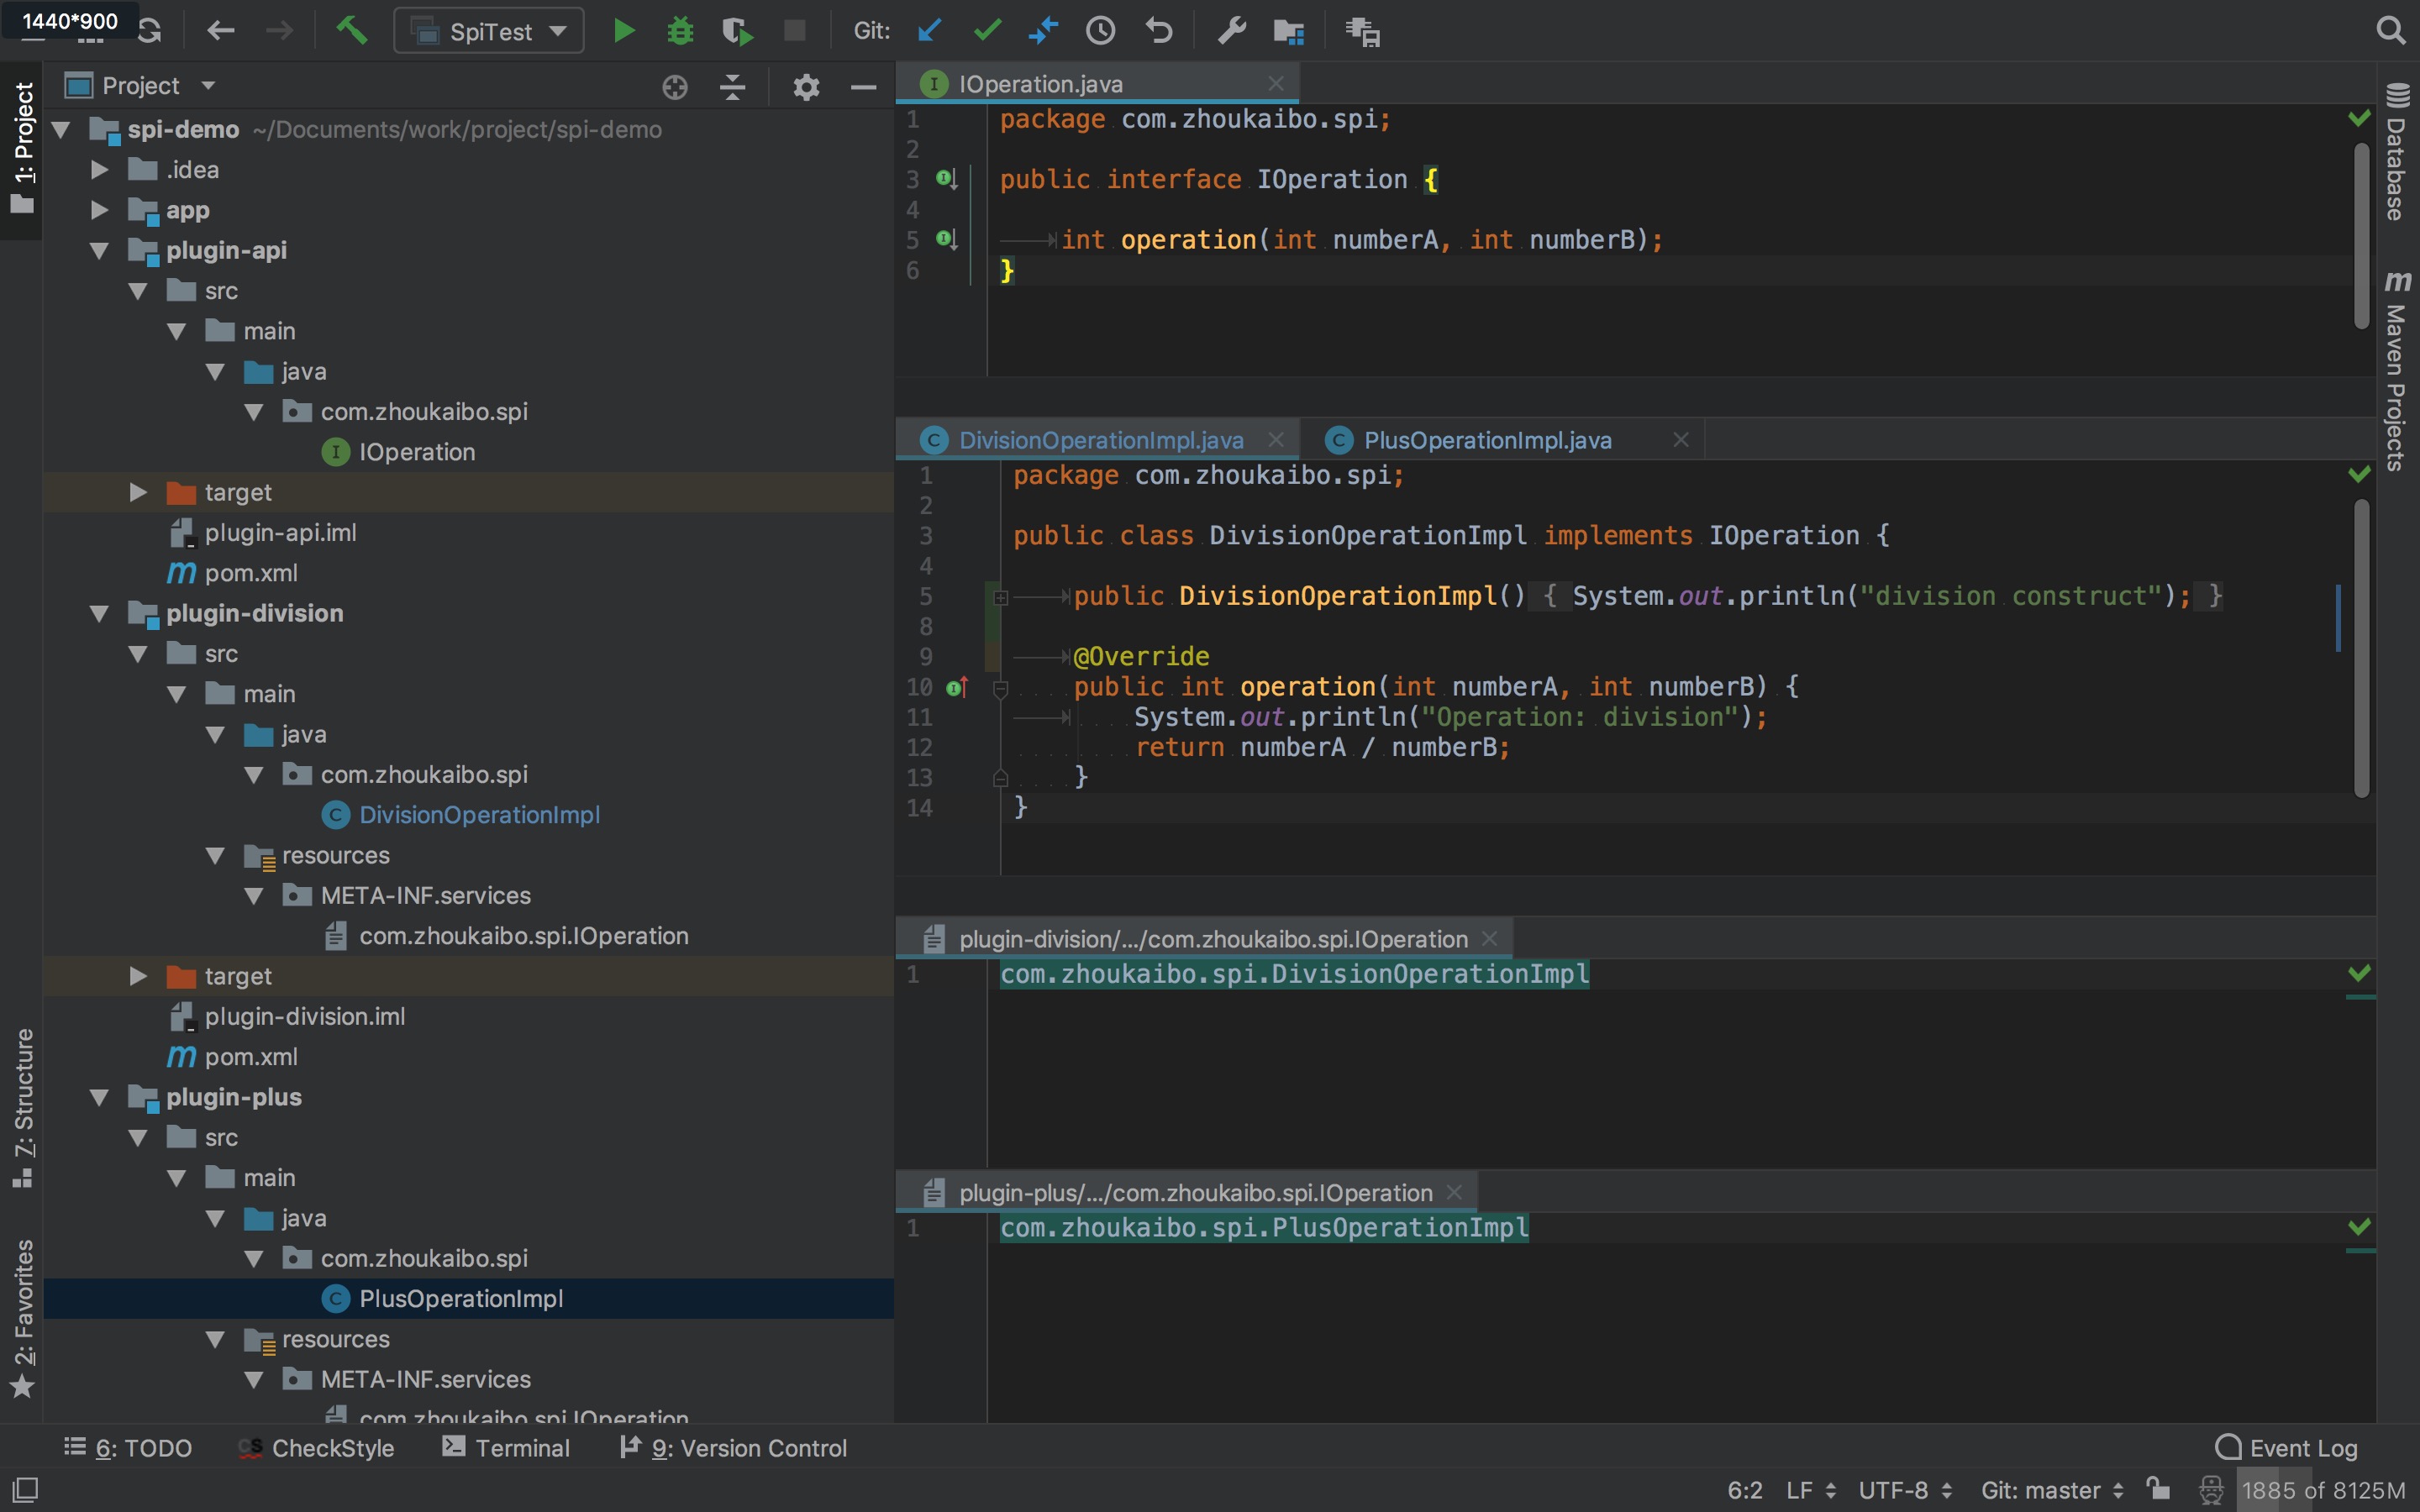 1440*900
SpiTest
Git:
1: Project
Z: Structure
2: Favorites
Project
spi-demo ~/Documents/work/project/spi-demo
.idea
app
plugin-api
src
main
java
com.zhoukaibo.spi
IOperation
target
plugin-api.iml
pom.xml
plugin-division
src
main
java
com.zhoukaibo.spi
DivisionOperationImpl
resources
META-INF.services
com.zhoukaibo.spi.IOperation
target
plugin-division.iml
pom.xml
plugin-plus
src
main
java
com.zhoukaibo.spi
PlusOperationImpl
resources
META-INF.services
com.zhoukaibo.spi.IOperation
IOperation.java
1 package com.zhoukaibo.spi;
2
3 public interface IOperation {
4
5 int operation(int numberA, int numberB);
6 }
DivisionOperationImpl.java PlusOperationImpl.java
1 package com.zhoukaibo.spi;
2
3 public class DivisionOperationImpl implements IOperation {
4
5 public DivisionOperationImpl() { System.out.println("division construct"); }
8
9 @Override
10 public int operation(int numberA, int numberB) {
11 System.out.println("Operation: division");
12 return numberA / numberB;
13 }
14 }
plugin-division/.../com.zhoukaibo.spi.IOperation
1 com.zhoukaibo.spi.DivisionOperationImpl
plugin-plus/.../com.zhoukaibo.spi.IOperation
1 com.zhoukaibo.spi.PlusOperationImpl
Database
Maven Projects
6: TODO CheckStyle Terminal 9: Version Control Event Log
6:2 LF UTF-8 Git: master 1885 of 8125M